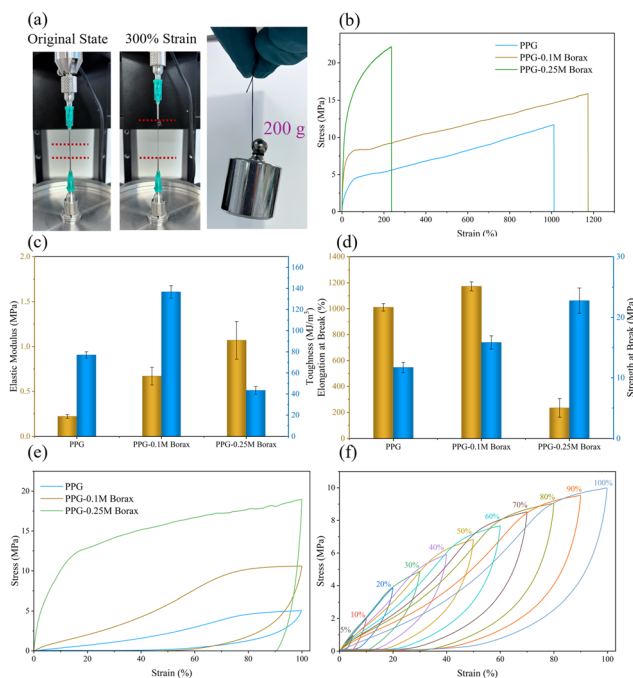 (a)
Original State
300% Strain
200 g
(b)
Stress (MPa)
25
20
15
10
5
0
PPG
PPG-0.1M Borax
PPG-0.25M Borax
0 200 400 600 800 1000 1200
Strain (%)
(c)
Elastic Modulus (MPa)
2.0
1.5
1.0
0.5
0.0
160
140
120
100
80
60
40
20
0
Toughness (MJ/m³)
PPG PPG-0.1M Borax PPG-0.25M Borax
(d)
Elongation at Break (%)
1400
1200
1000
800
600
400
200
0
30
25
20
15
10
5
0
Strength at Break (MPa)
PPG PPG-0.1M Borax PPG-0.25M Borax
(e)
Stress (MPa)
20
15
10
5
0
PPG
PPG-0.1M Borax
PPG-0.25M Borax
0 20 40 60 80 100
Strain (%)
(f)
Stress (MPa)
10
8
6
4
2
0
5%
10%
20%
30%
40%
50%
60%
70%
80%
90%
100%
0 20 40 60 80 100
Strain (%)